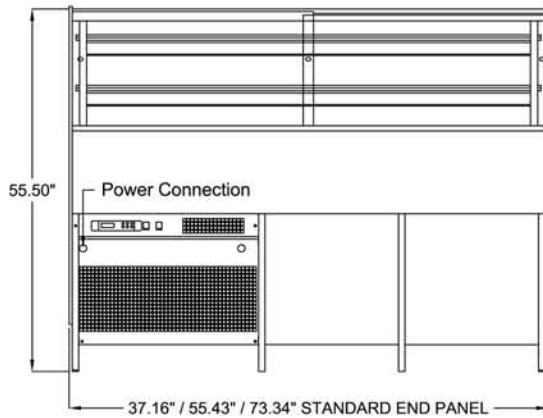 Power Connection
55.50"
37.16" / 55.43" / 73.34" STANDARD END PANEL